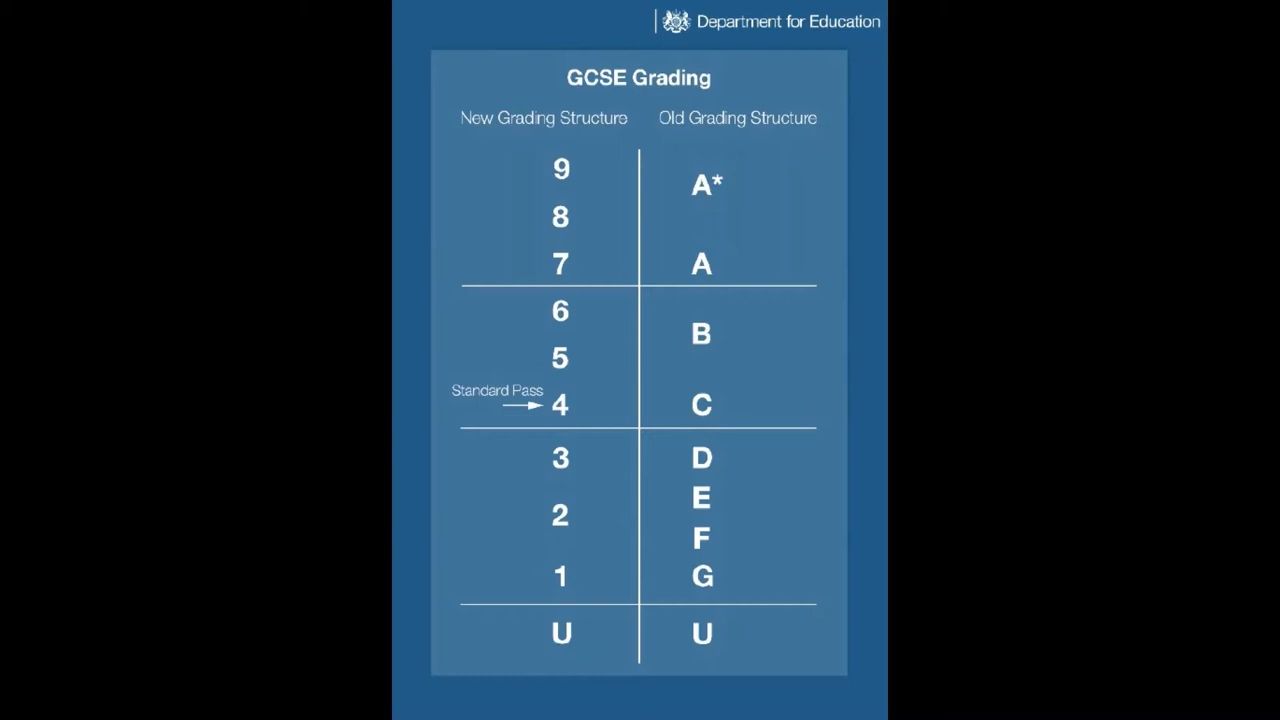 Department for Education
GCSE Grading
New Grading Structure Old Grading Structure
9
A*
8
7 A
6
B
5
Standard Pass
4 C
3 D
E
2
F
1 G
U U